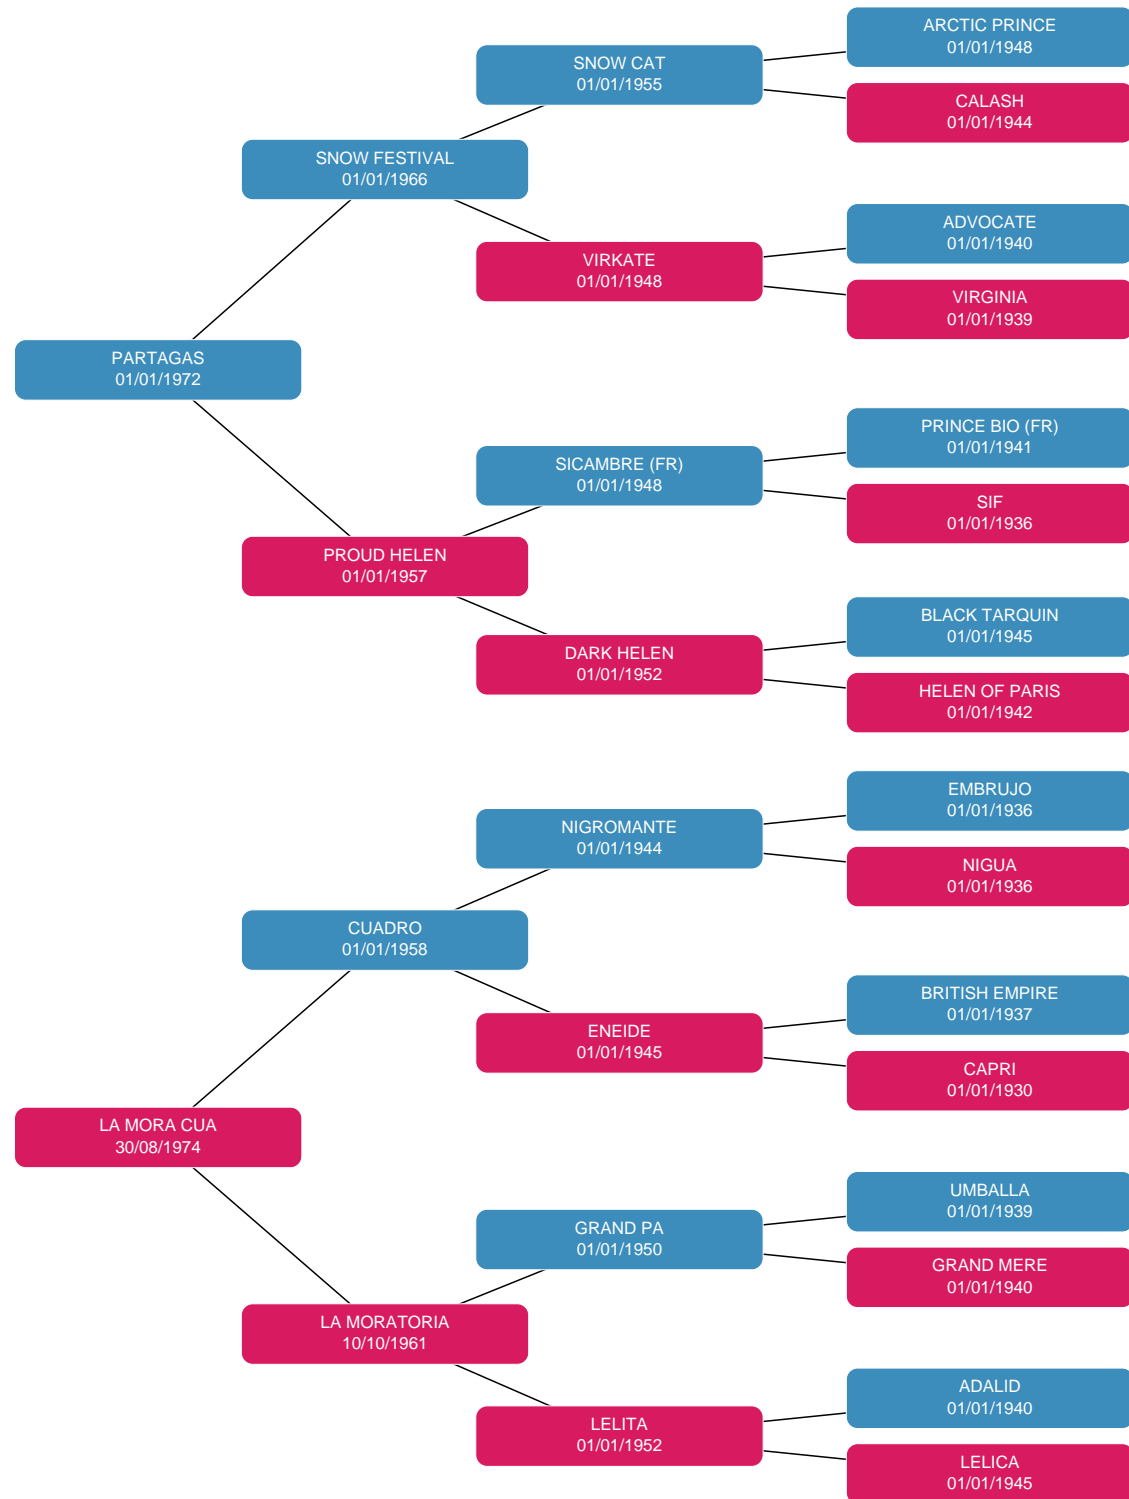 ARCTIC PRINCE
01/01/1948
SNOW CAT
01/01/1955
CALASH
01/01/1944
SNOW FESTIVAL
01/01/1966
ADVOCATE
01/01/1940
VIRKATE
01/01/1948
VIRGINIA
01/01/1939
PARTAGAS
01/01/1972
PRINCE BIO (FR)
01/01/1941
SICAMBRE (FR)
01/01/1948
SIF
01/01/1936
PROUD HELEN
01/01/1957
BLACK TARQUIN
01/01/1945
DARK HELEN
01/01/1952
HELEN OF PARIS
01/01/1942
EMBRUJO
01/01/1936
NIGROMANTE
01/01/1944
NIGUA
01/01/1936
CUADRO
01/01/1958
BRITISH EMPIRE
01/01/1937
ENEIDE
01/01/1945
CAPRI
01/01/1930
LA MORA CUA
30/08/1974
UMBALLA
01/01/1939
GRAND PA
01/01/1950
GRAND MERE
01/01/1940
LA MORATORIA
10/10/1961
ADALID
01/01/1940
LELITA
01/01/1952
LELICA
01/01/1945